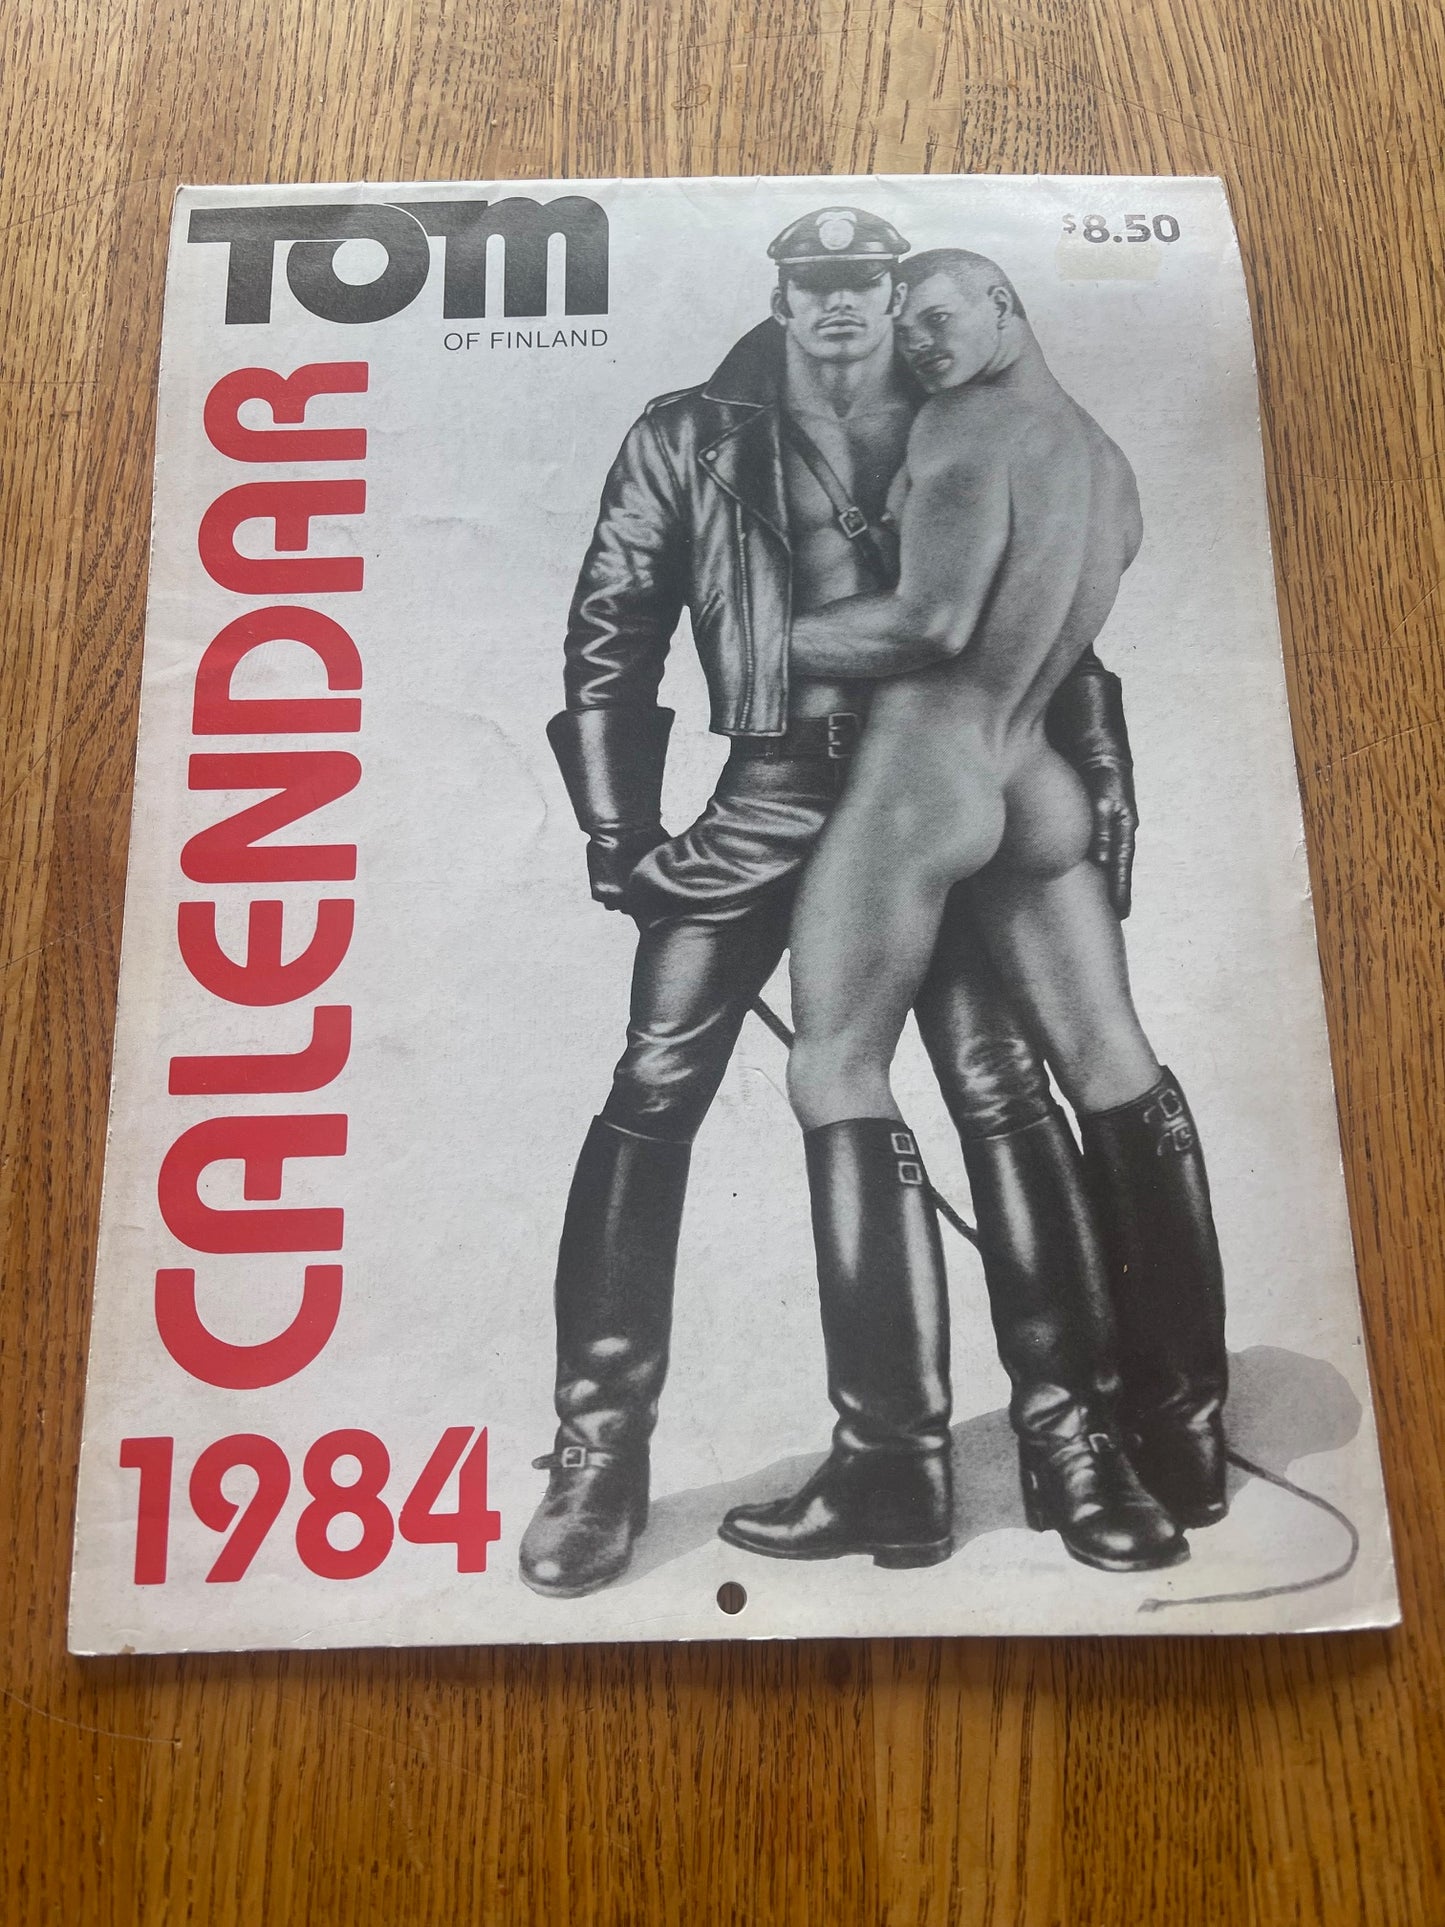 TOM
OF FINLAND
$8.50
CALENDAR
1984